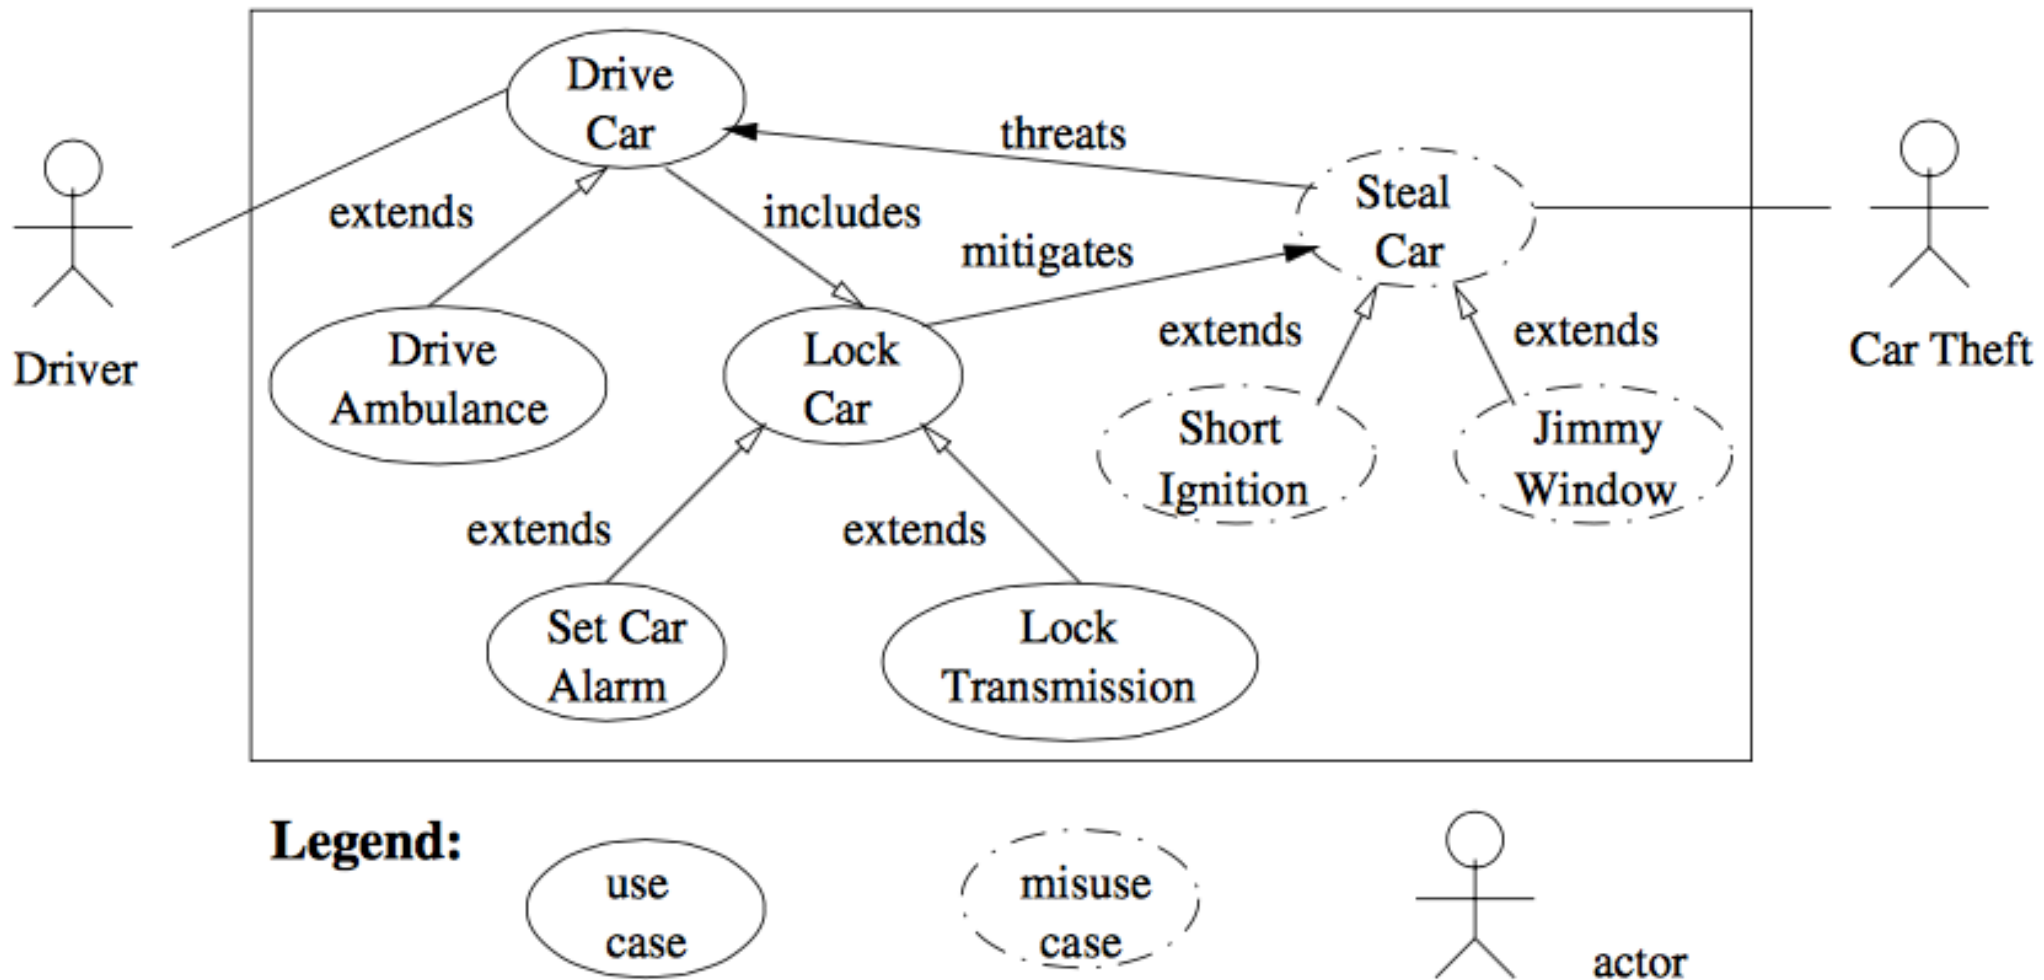 Drive
Car
threats
Steal
Car
extends
includes
mitigates
Driver
Drive
Ambulance
Lock
Car
extends
extends
Car Theft
Short
Ignition
Jimmy
Window
extends
extends
Set Car
Alarm
Lock
Transmission
Legend:
use
case
misuse
case
actor